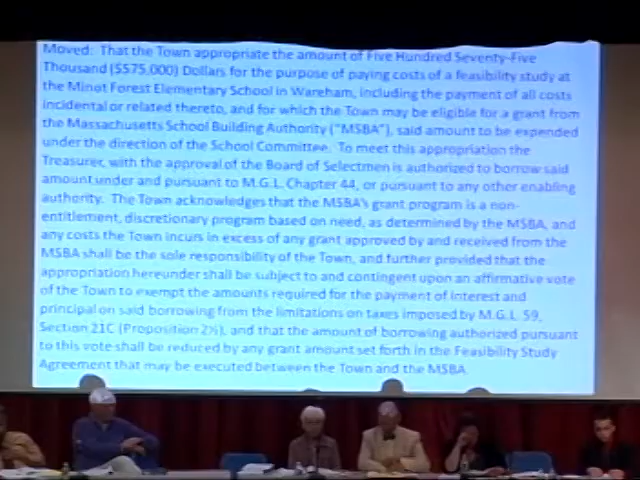 Moved: That the Town appropriate the amount of Five Hundred Seventy-Five
Thousand ($575,000) Dollars for the purpose of paying costs of a feasibility study at
the Minot Forest Elementary School in Wareham, including the payment of all costs
incidental or related thereto, and for which the Town may be eligible for a grant from
the Massachusetts School Building Authority ("MSBA"), said amount to be expended
under the direction of the School Committee. To meet this appropriation the
Treasurer, with the approval of the Board of Selectmen is authorized to borrow said
amount under and pursuant to M.G.L. Chapter 44, or pursuant to any other enabling
authority. The Town acknowledges that the MSBA's grant program is a non-
entitlement, discretionary program based on need, as determined by the MSBA, and
any costs the Town incurs in excess of any grant approved by and received from the
MSBA shall be the sole responsibility of the Town, and further provided that the
appropriation hereunder shall be subject to and contingent upon an affirmative vote
of the Town to exempt the amounts required for the payment of interest and
principal on said borrowing from the limitations on taxes imposed by M.G.L. 59,
Section 21C (Proposition 2½), and that the amount of borrowing authorized pursuant
to this vote shall be reduced by any grant amount set forth in the Feasibility Study
Agreement that may be executed between the Town and the MSBA.